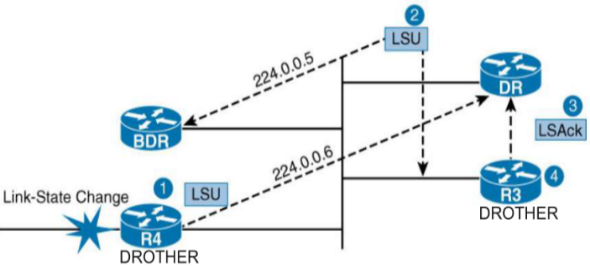 2
LSU
224.0.0.5
DR
3
LSAck
BDR
224.0.0.6
1
LSU
Link-State Change
R3
4
DROTHER
R4
DROTHER